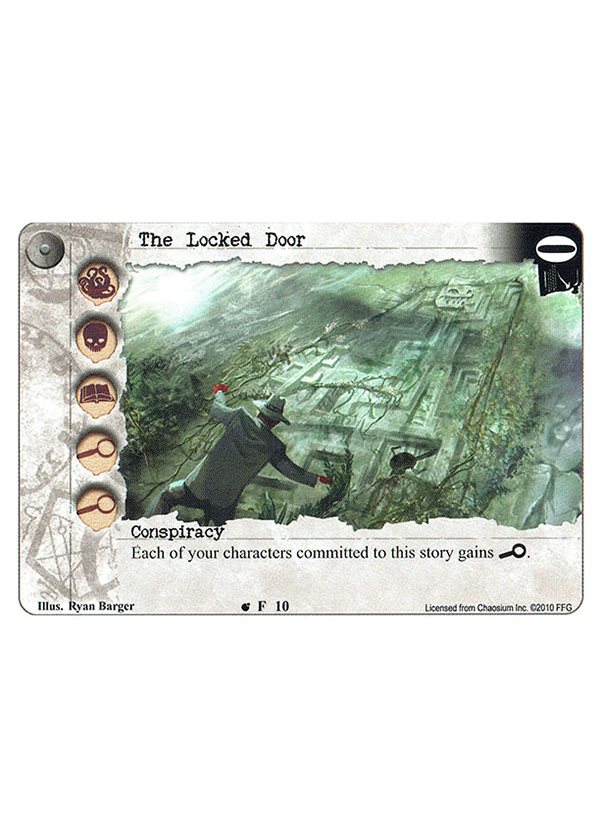 The Locked Door
0
Conspiracy
Each of your characters committed to this story gains .
Illus. Ryan Barger
F 10
Licensed from Chaosium Inc. ©2010 FFG